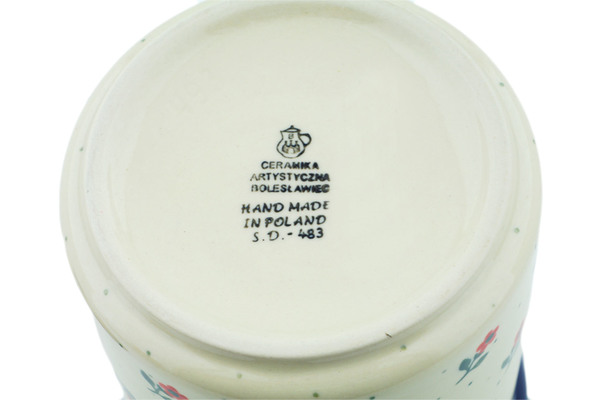 CERAMIKA
ARTYSTYCZNA
BOLESŁAWIEC
HAND MADE
IN POLAND
S.D.-483